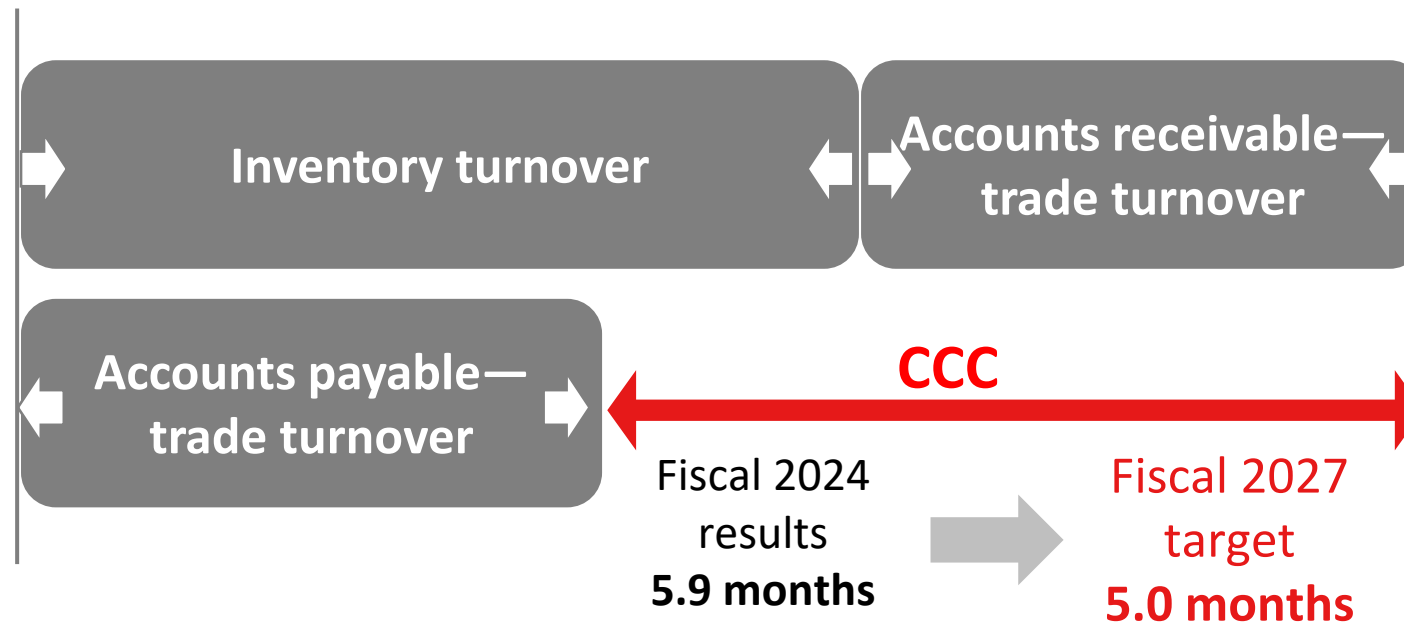 Inventory turnover
Accounts receivable—
trade turnover
Accounts payable—
trade turnover
CCC
Fiscal 2024
results
5.9 months
Fiscal 2027
target
5.0 months